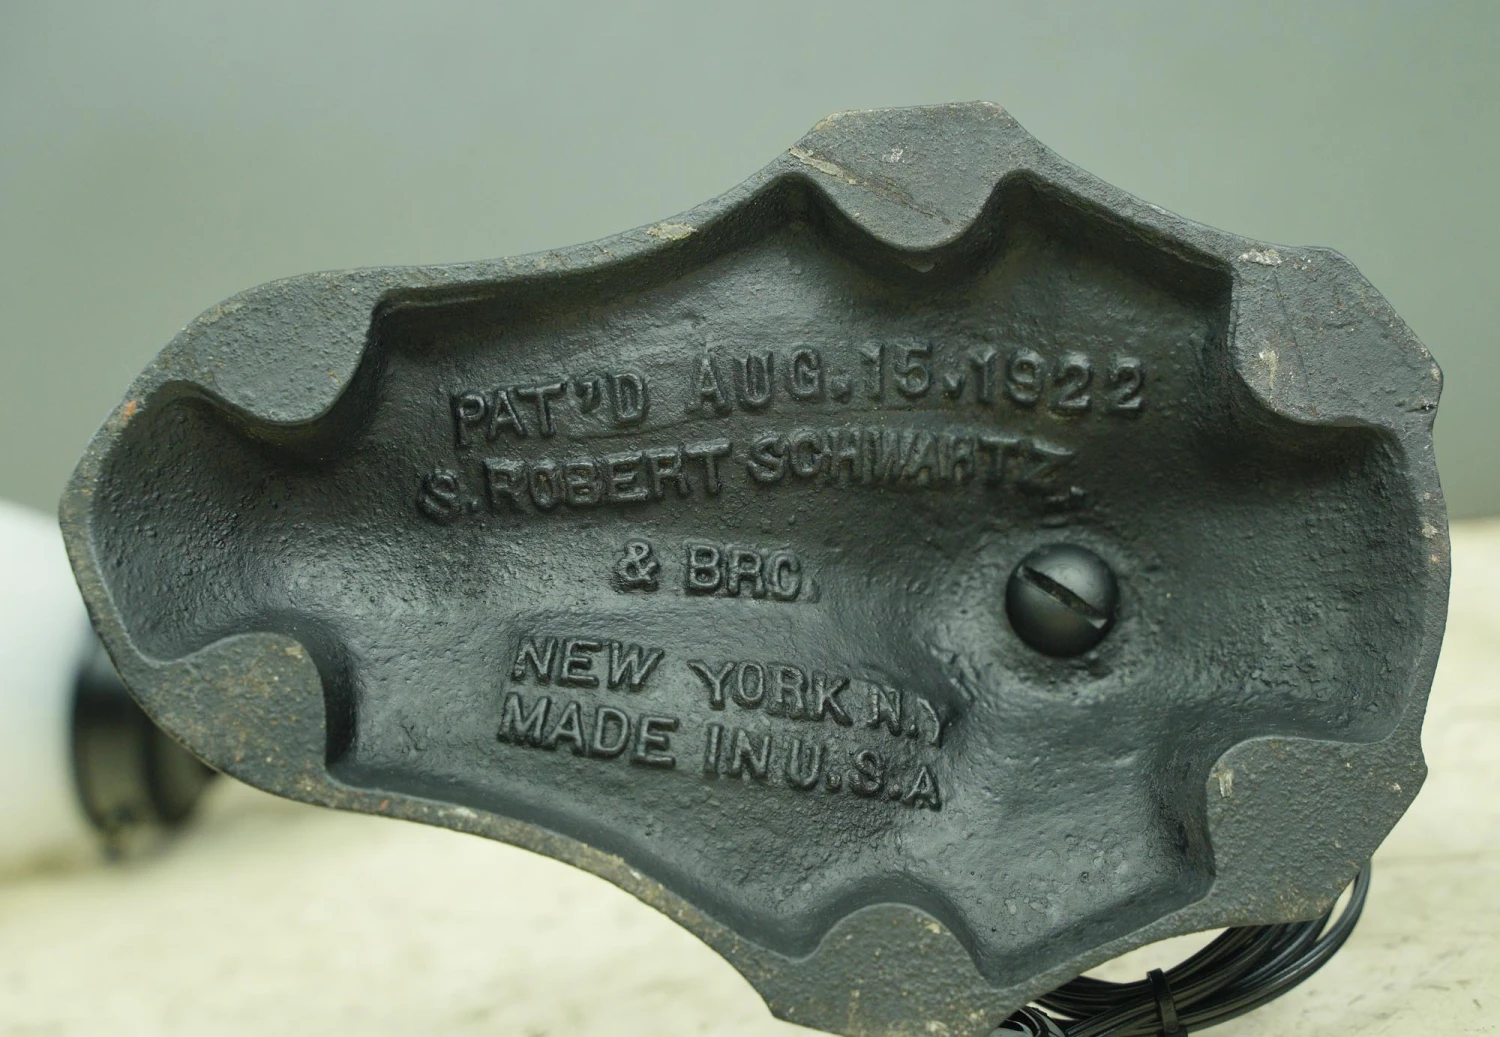 PAT'D AUG. 15. 1922
S. ROBERT SCHWARTZ
& BRO.
NEW YORK N.Y
MADE IN U.S.A